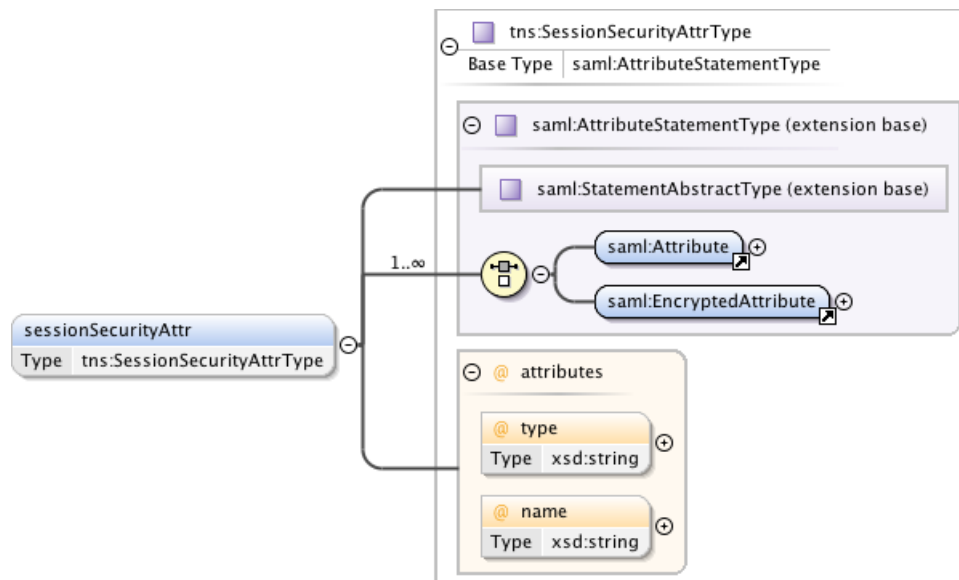 tns:SessionSecurityAttrType
Base Type saml:AttributeStatementType
saml:AttributeStatementType (extension base)
saml:StatementAbstractType (extension base)
1..∞
saml:Attribute
saml:EncryptedAttribute
sessionSecurityAttr
Type tns:SessionSecurityAttrType
@ attributes
@ type
Type xsd:string
@ name
Type xsd:string